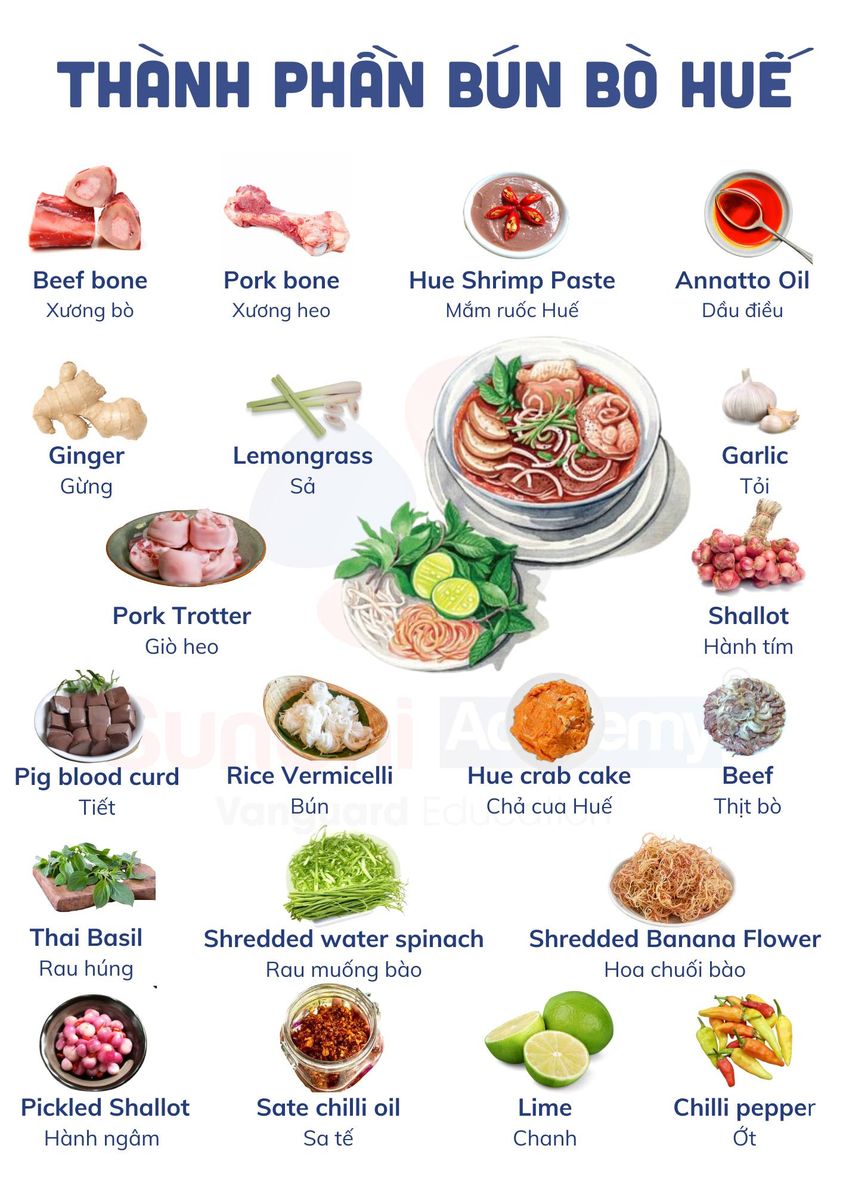 THÀNH PHẦN BÚN BÒ HUẾ
Beef bone
Xương bò
Pork bone
Xương heo
Hue Shrimp Paste
Mắm ruốc Huế
Annatto Oil
Dầu điều
Ginger
Gừng
Lemongrass
Sả
Garlic
Tỏi
Pork Trotter
Giò heo
Shallot
Hành tím
Pig blood curd
Tiết
Rice Vermicelli
Bún
Hue crab cake
Chả cua Huế
Beef
Thịt bò
Vanguard Education
Thai Basil
Rau húng
Shredded water spinach
Rau muống bào
Shredded Banana Flower
Hoa chuối bào
Pickled Shallot
Hành ngâm
Sate chilli oil
Sa tế
Lime
Chanh
Chilli pepper
Ớt